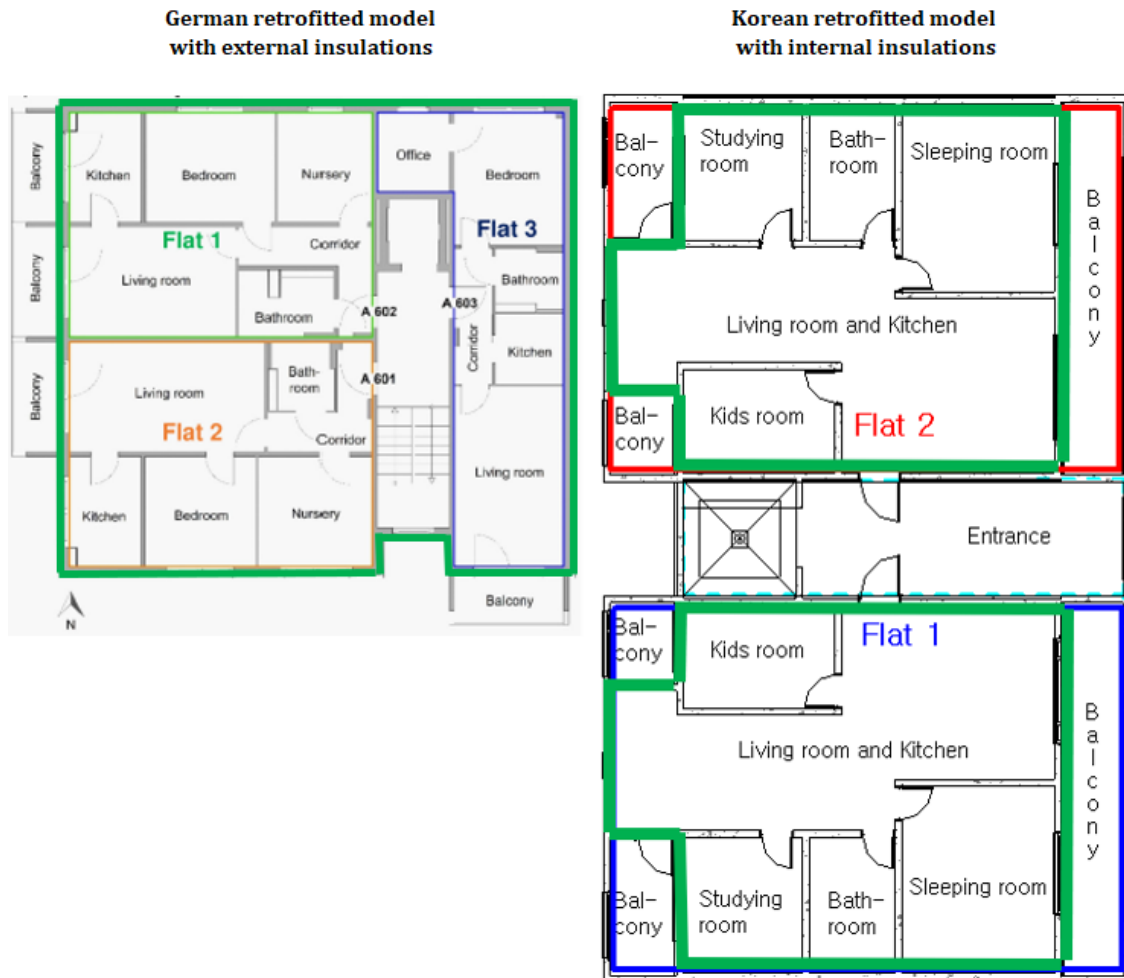 German retrofitted model
with external insulations
Balcony
Kitchen
Bedroom
Nursery
Office
Bedroom
Flat 1
Flat 3
Corridor
Balcony
Living room
Bathroom
Bathroom
A 602
A 603
Balcony
Living room
Bath-
room
A 601
Corridor
Kitchen
Flat 2
Corridor
Living room
Kitchen
Bedroom
Nursery
Balcony
N
Korean retrofitted model
with internal insulations
Bal-
cony
Studying
room
Bath-
room
Sleeping room
Balcony
Living room and Kitchen
Bal-
cony
Kids room
Flat 2
Entrance
Bal-
cony
Kids room
Flat 1
Balcony
Living room and Kitchen
Bal-
cony
Studying
room
Bath-
room
Sleeping room